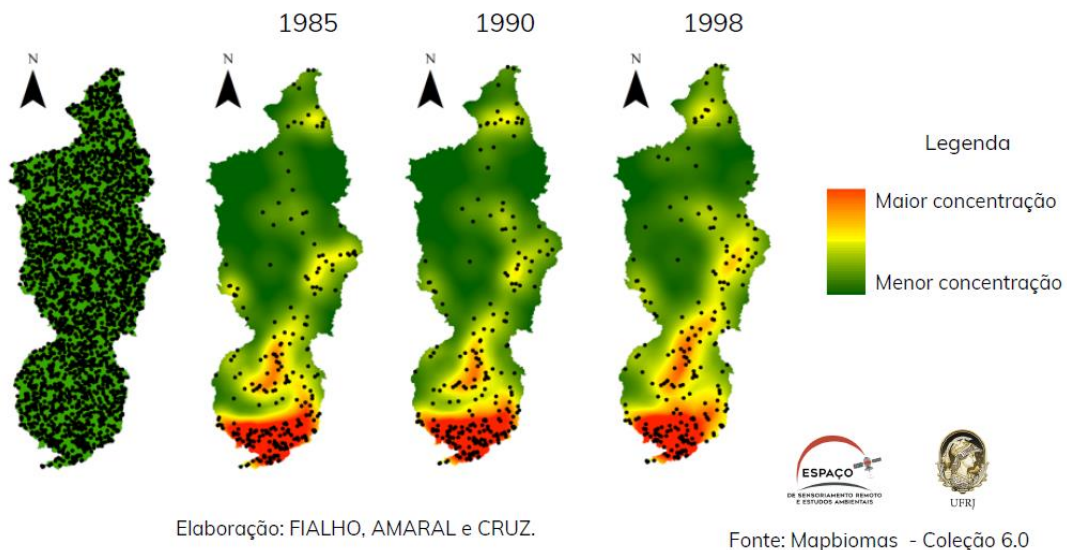 1985
1990
1998
N
N
N
N
Legenda
Maior concentração
Menor concentração
ESPAÇO
DE SENSORIAMENTO REMOTO
E ESTUDOS AMBIENTAIS
UFRJ
Elaboração: FIALHO, AMARAL e CRUZ.
Fonte: Mapbiomas - Coleção 6.0